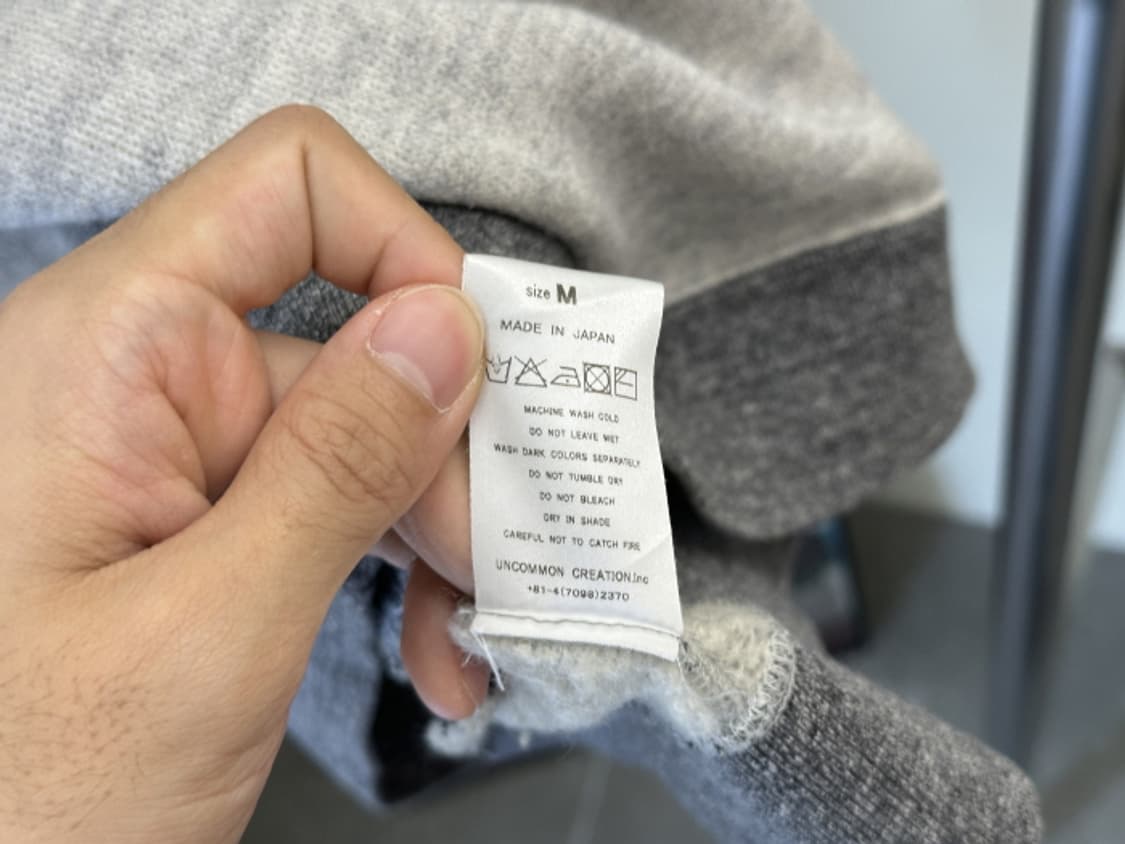 size M
MADE IN JAPAN
MACHINE WASH COLD
DO NOT LEAVE WET
WASH DARK COLORS SEPARATELY
DO NOT TUMBLE DRY
DO NOT BLEACH
DRY IN SHADE
CAREFUL NOT TO CATCH FIRE
UNCOMMON CREATION.Inc
+81-4(7098)2370